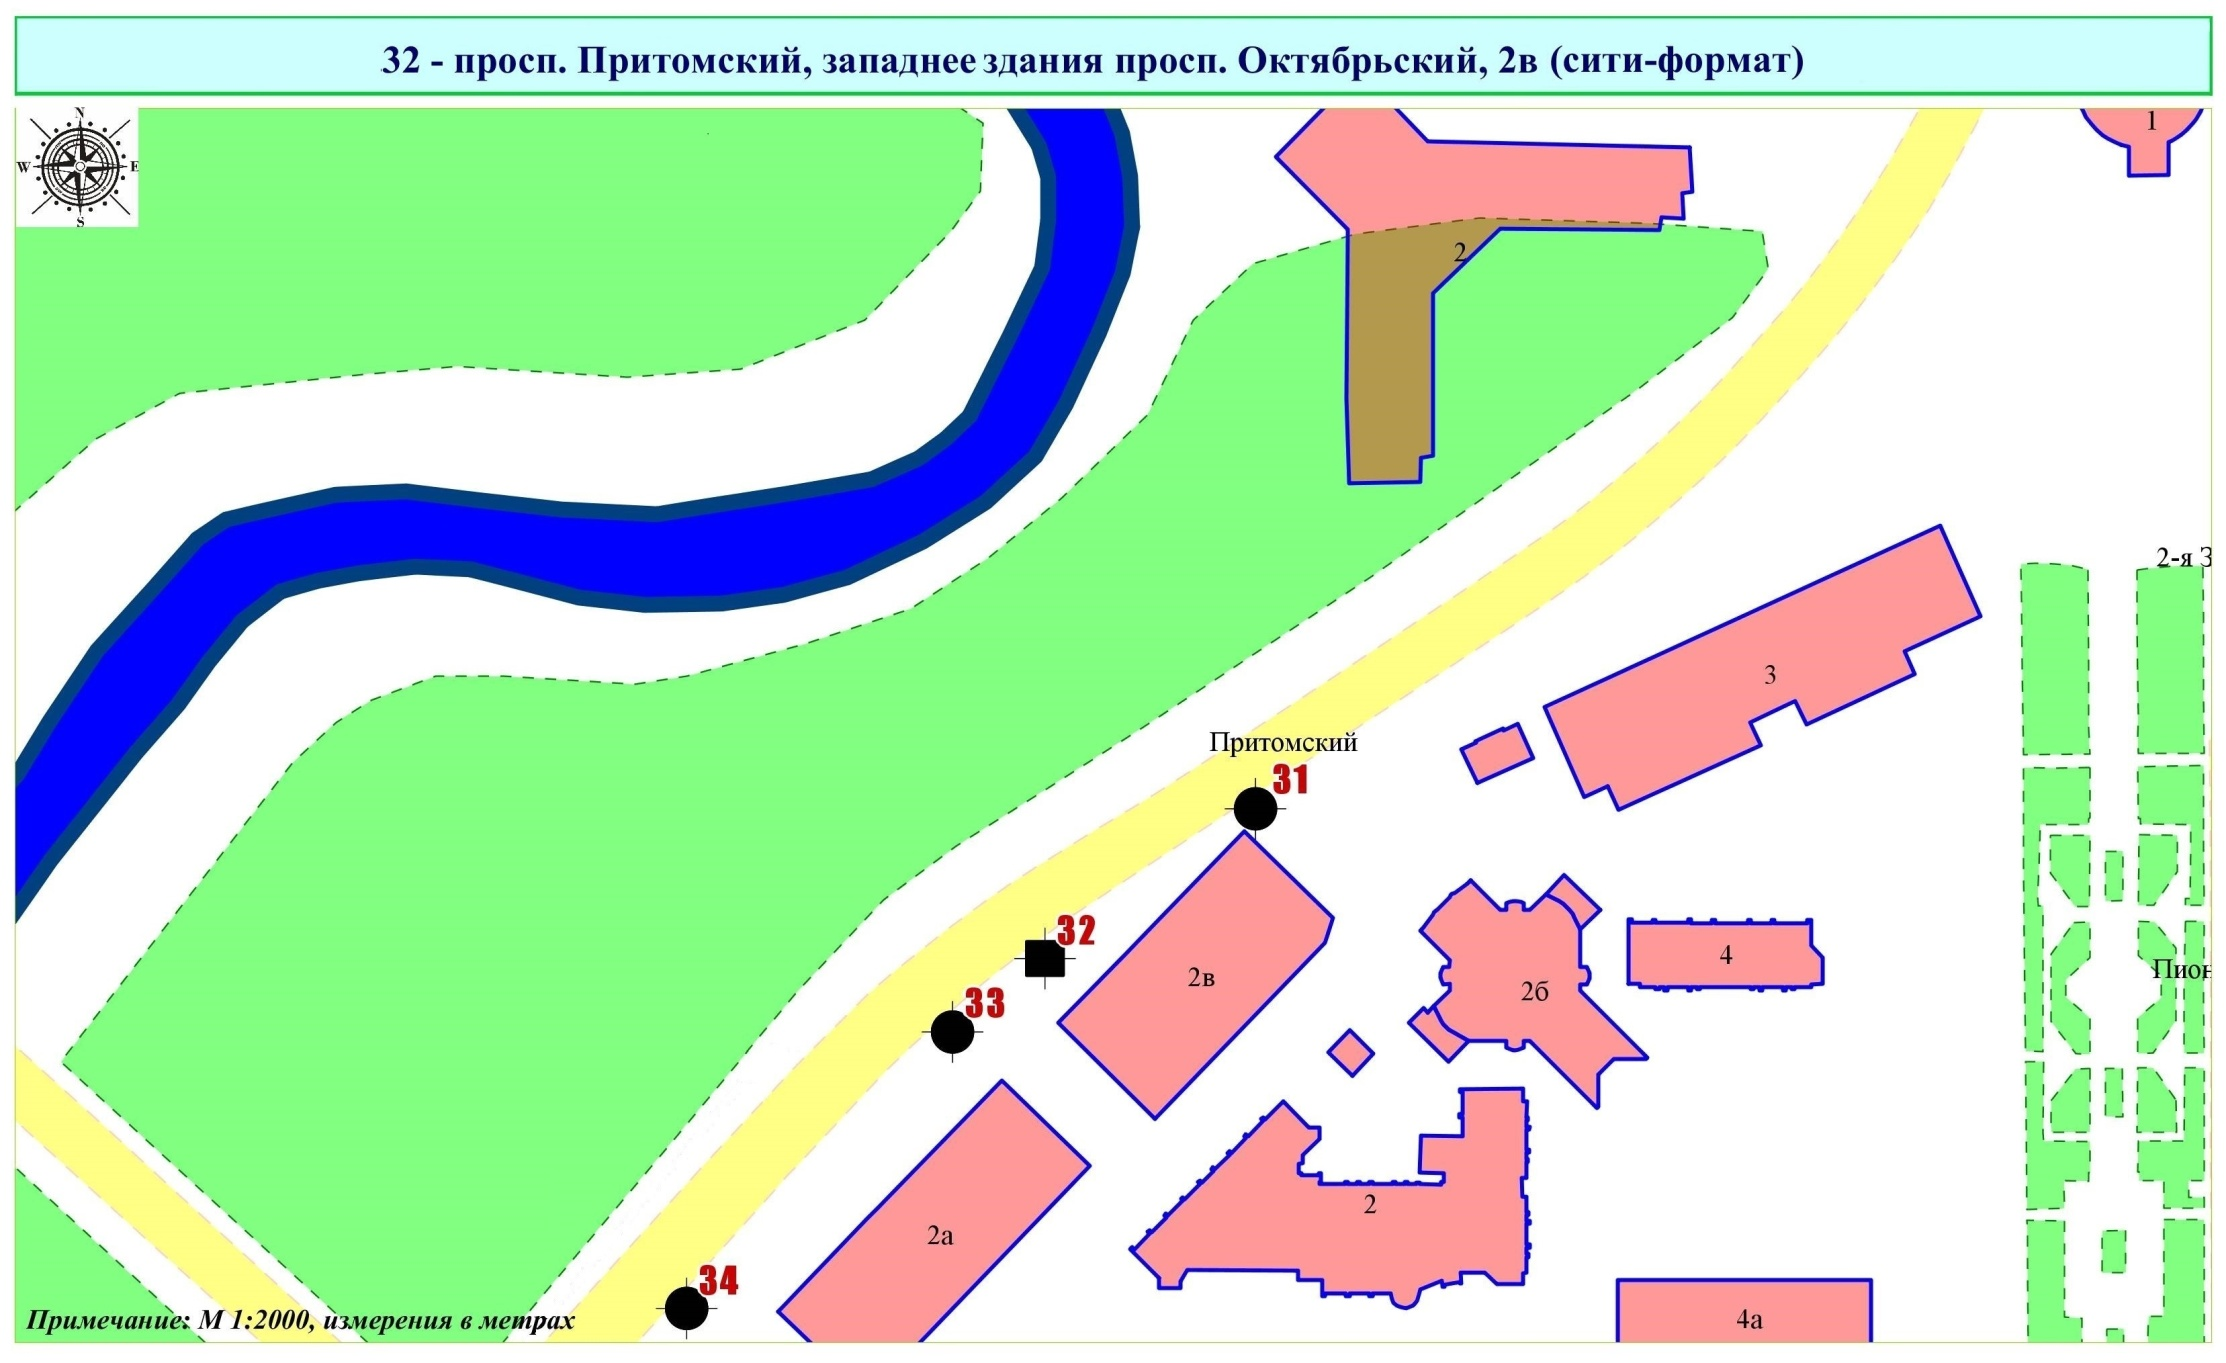 32 - просп. Притомский, западнее здания просп. Октябрьский, 2в (сити-формат)
N
W E
S
1
2
2-я З
3
Притомский
31
32
4
Пион
2в
2б
33
2
2а
34
4а
Примечание: М 1:2000, измерения в метрах